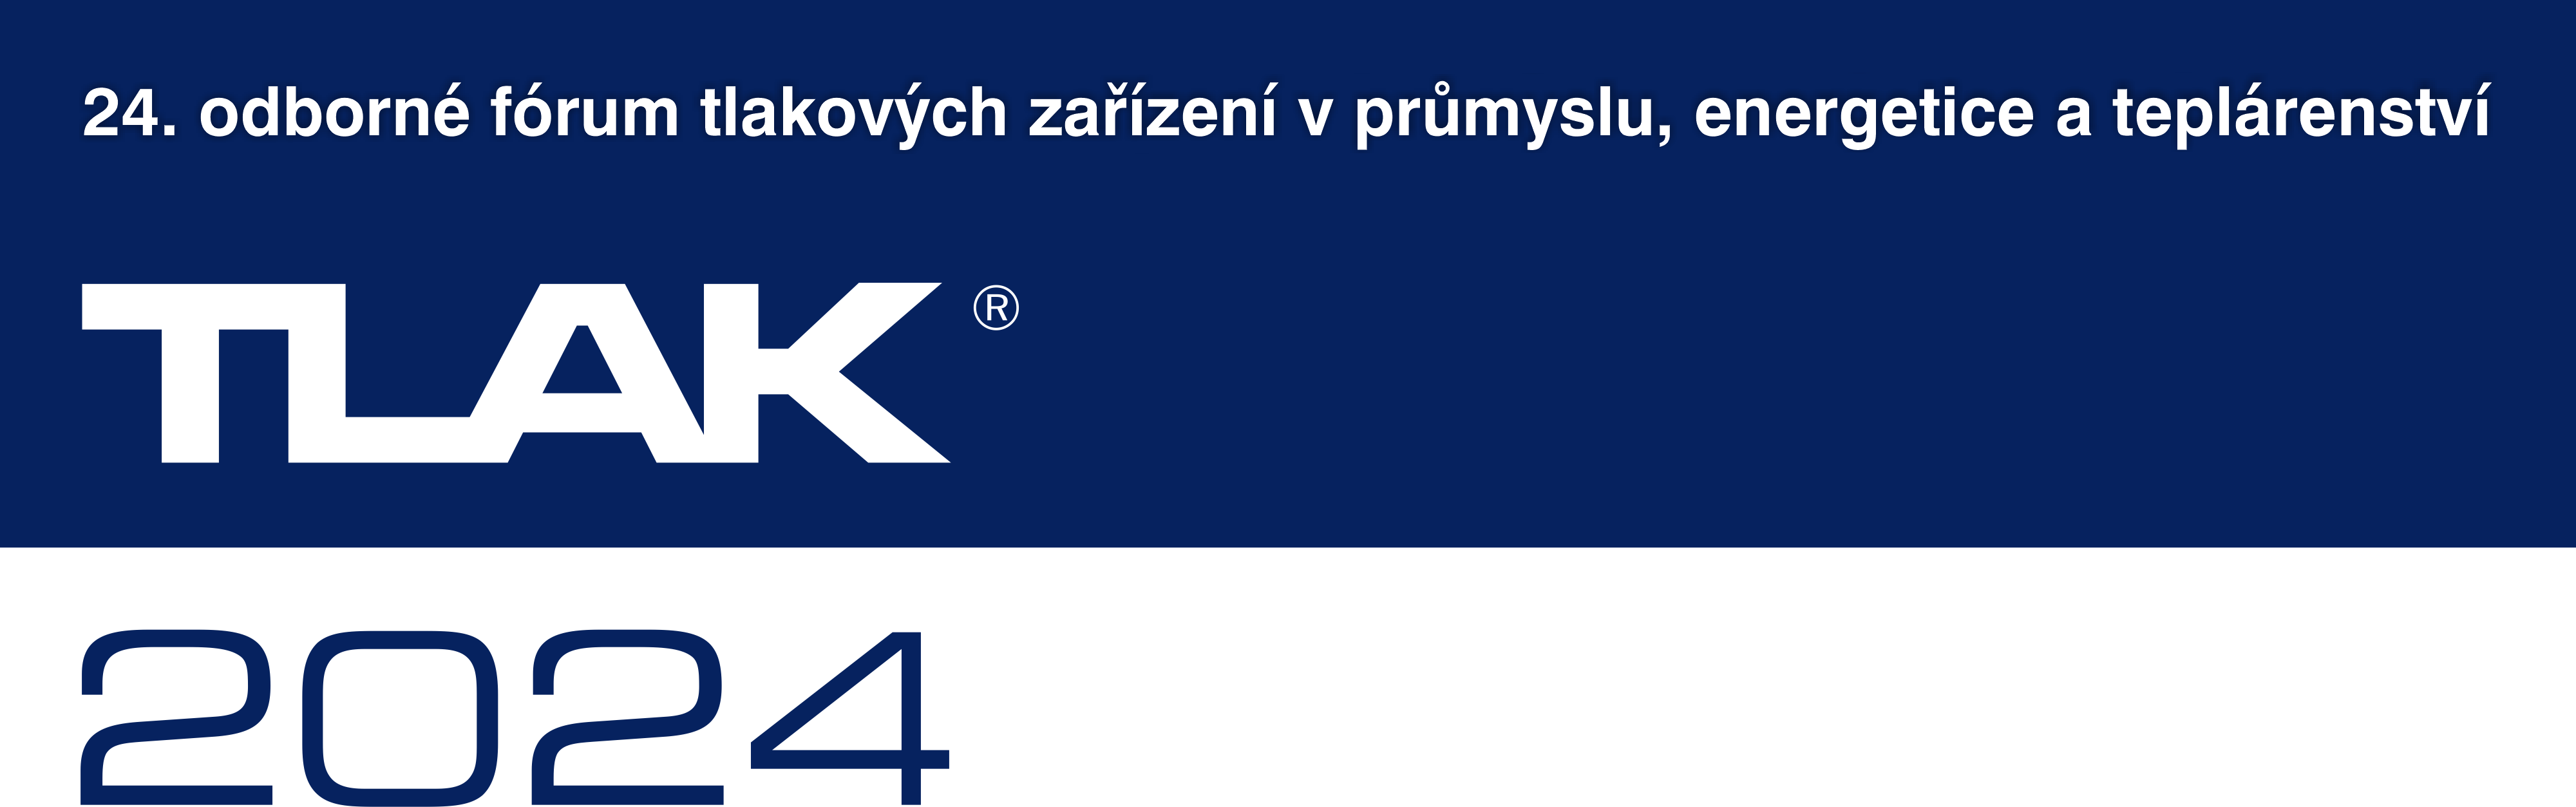 24. odborné fórum tlakových zařízení v průmyslu, energetice a teplárenství
TLAK®
2024